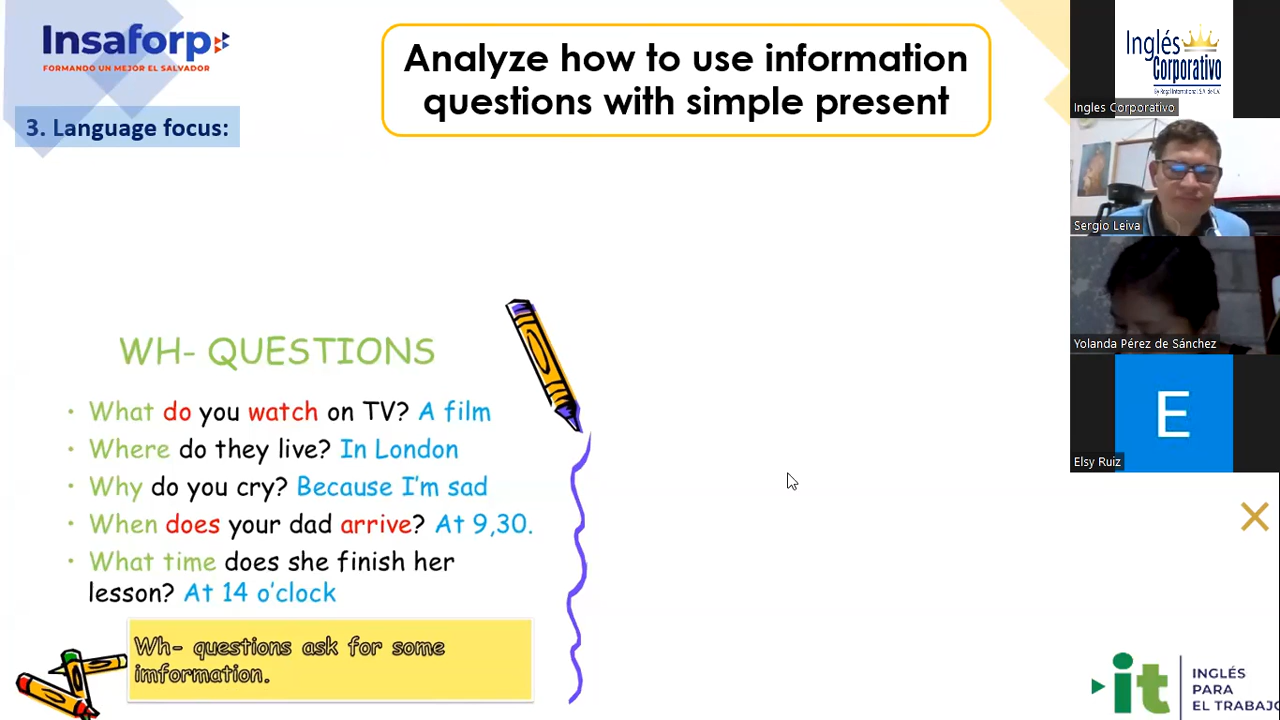 Insaforp
FORMANDO UN MEJOR EL SALVADOR
Analyze how to use information
questions with simple present
3. Language focus:
WH- QUESTIONS
• What do you watch on TV? A film
• Where do they live? In London
• Why do you cry? Because I'm sad
• When does your dad arrive? At 9,30.
• What time does she finish her
lesson? At 14 o'clock
Wh- questions ask for some
imformation.
Inglés
Corporativo
Ingles Corporativo
Sergio Leiva
Yolanda Pérez de Sánchez
E
Elsy Ruiz
it
INGLÉS
PARA
EL TRABAJO